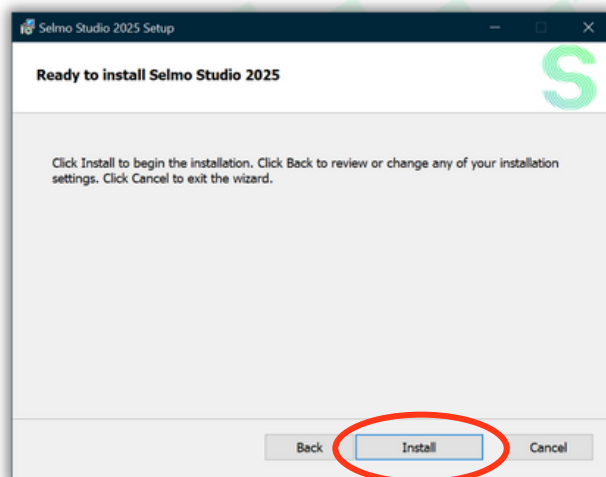 Selmo Studio 2025 Setup
Ready to install Selmo Studio 2025
S
Click Install to begin the installation. Click Back to review or change any of your installation
settings. Click Cancel to exit the wizard.
Back Install Cancel